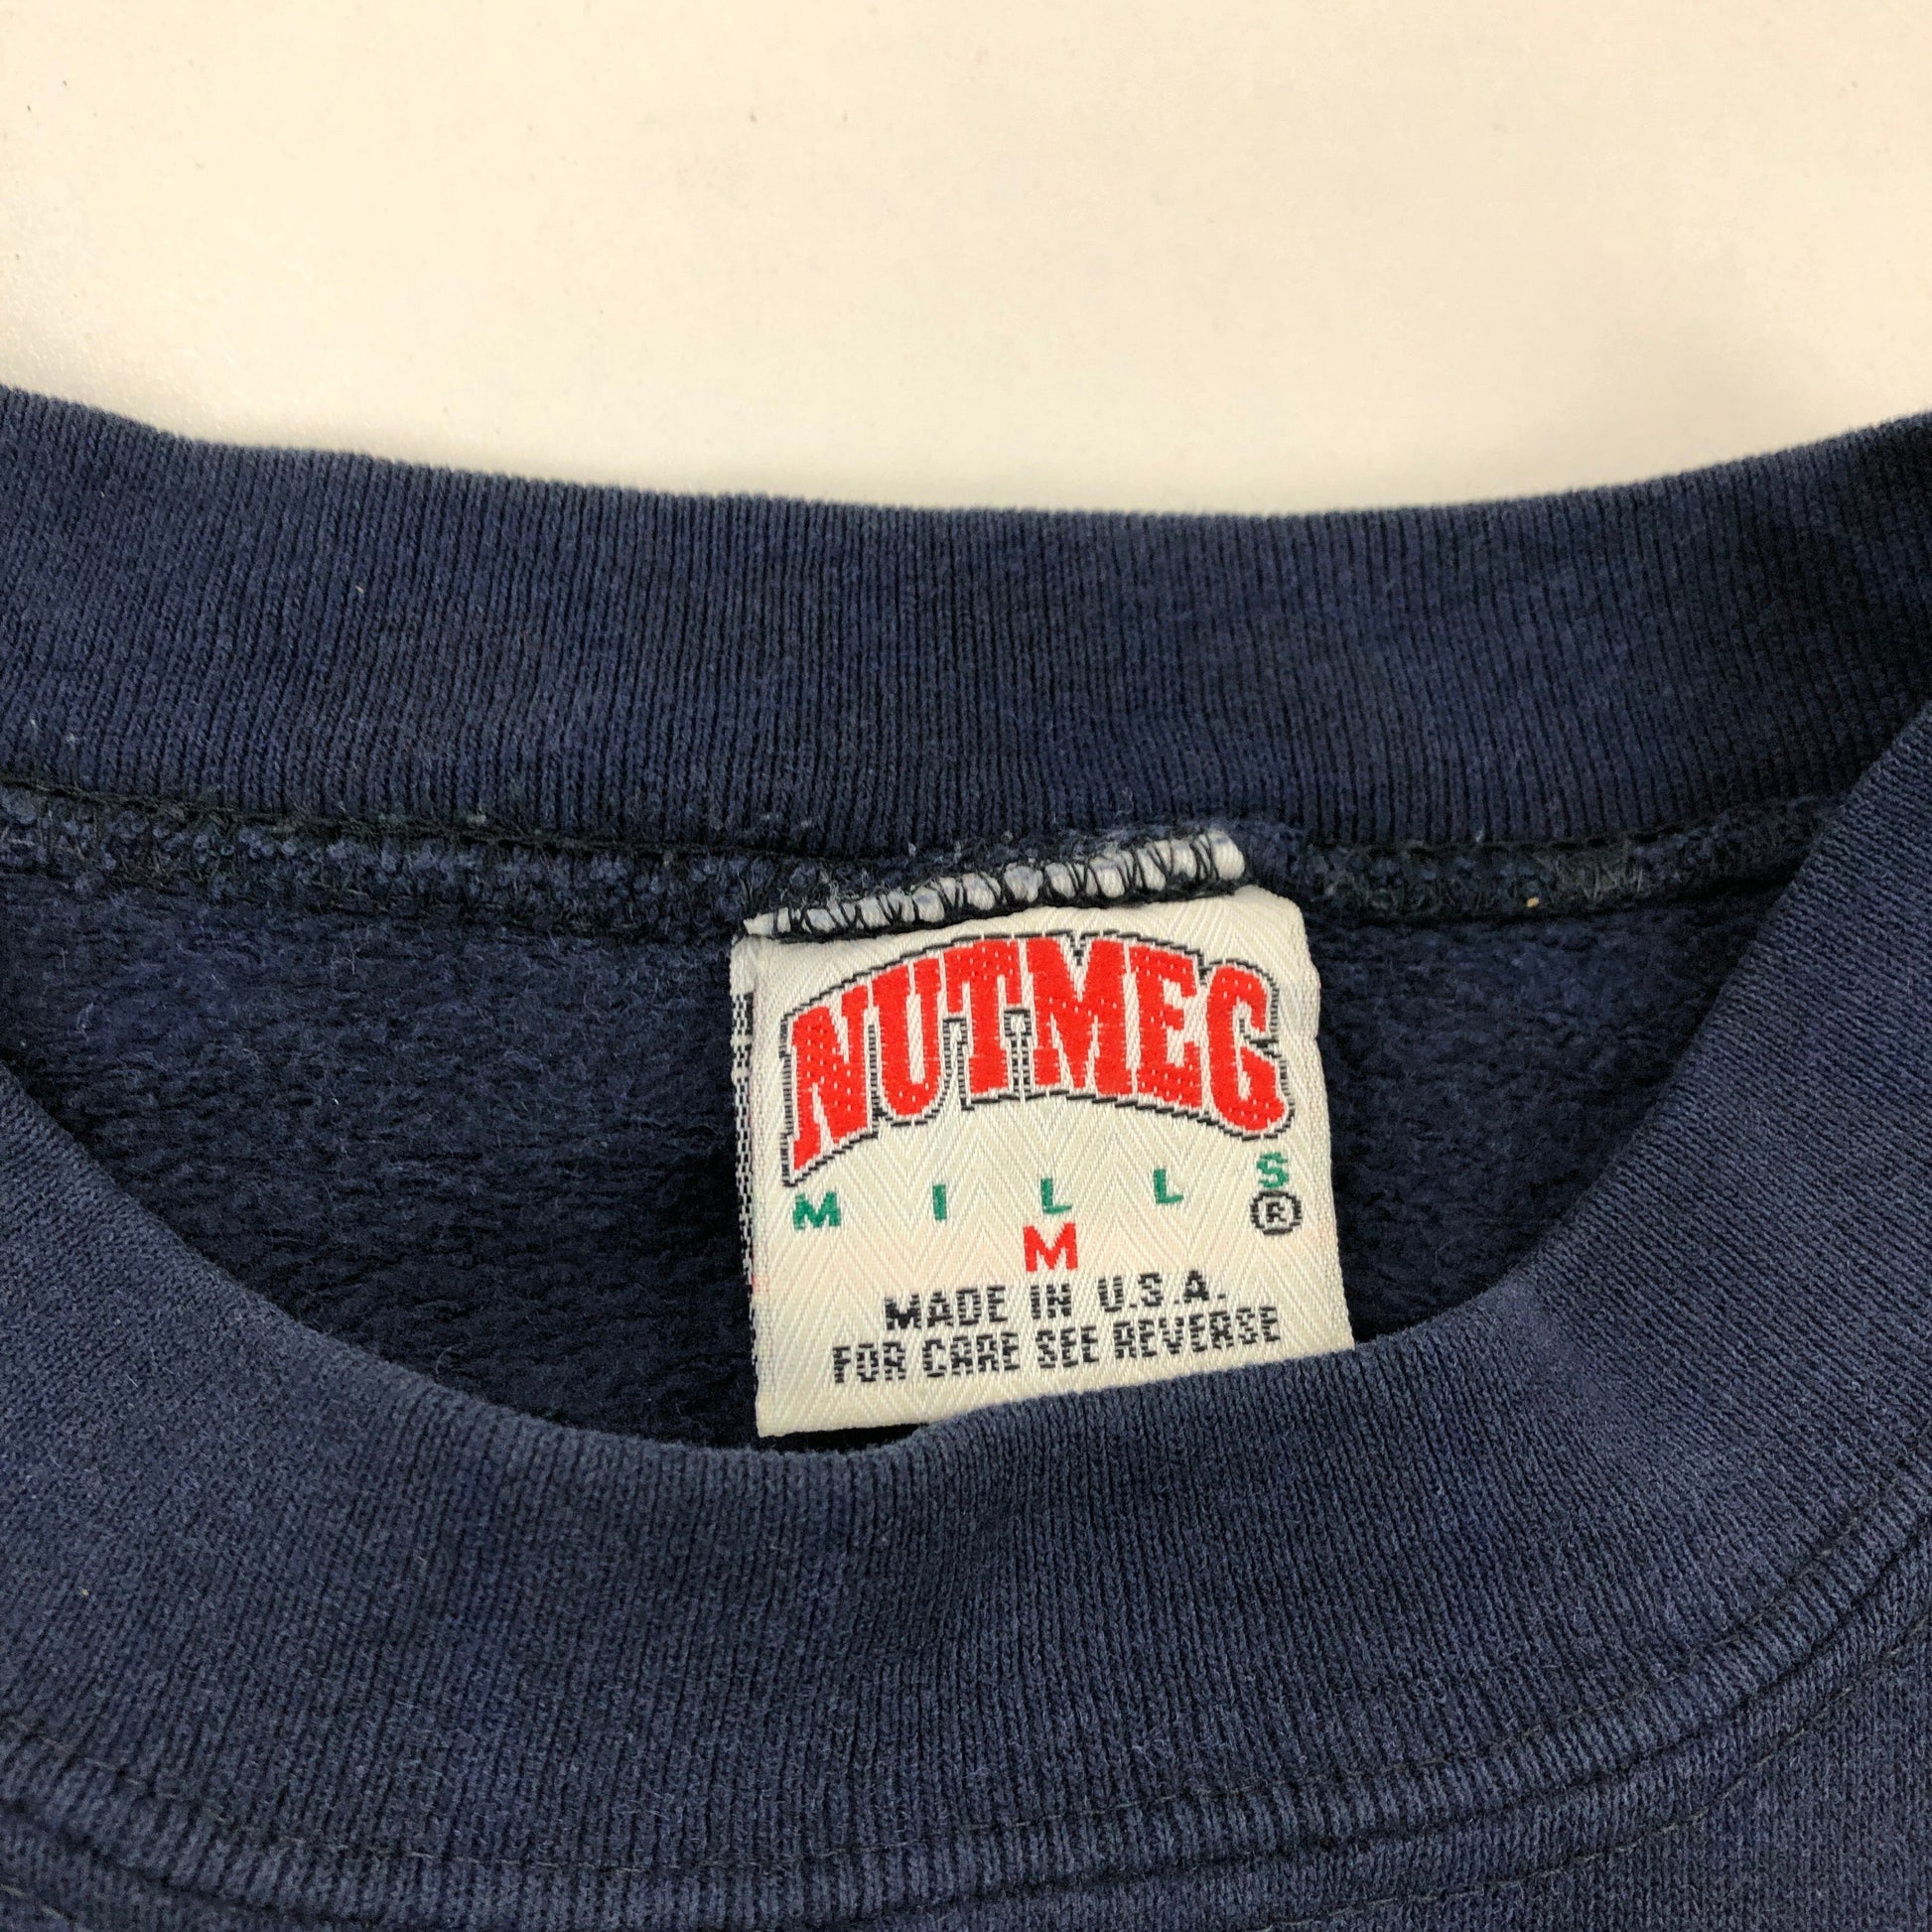 NUTMEG
MILLS ®
M
MADE IN U.S.A.
FOR CARE SEE REVERSE